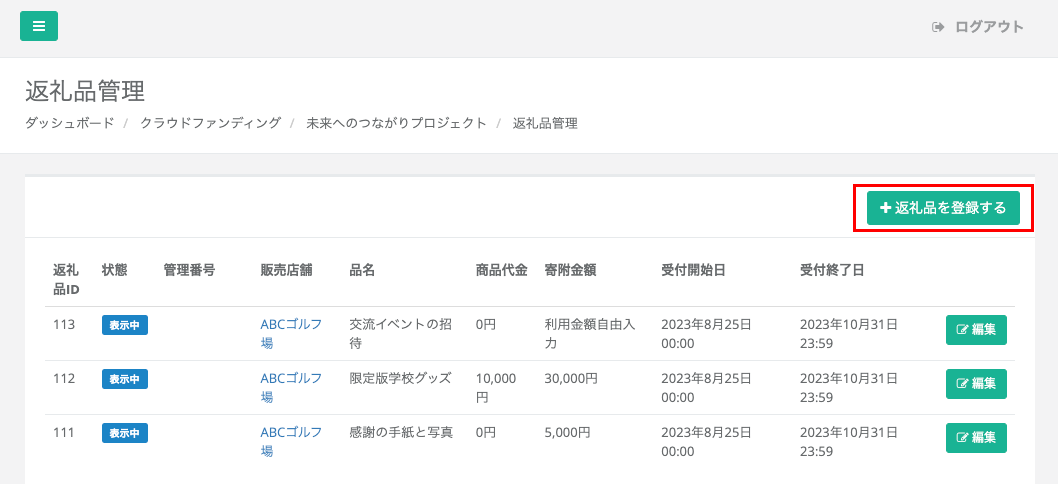 ログアウト
返礼品管理
ダッシュボード / クラウドファンディング / 未来へのつながりプロジェクト / 返礼品管理
返礼品を登録する
返礼品ID 状態 管理番号 販売店舗 品名 商品代金 寄附金額 受付開始日 受付終了日
113 表示中 ABCゴルフ場 交流イベントの招待 0円 利用金額自由入力 2023年8月25日 00:00 2023年10月31日 23:59 編集
112 表示中 ABCゴルフ場 限定版学校グッズ 10,000円 30,000円 2023年8月25日 00:00 2023年10月31日 23:59 編集
111 表示中 ABCゴルフ場 感謝の手紙と写真 0円 5,000円 2023年8月25日 00:00 2023年10月31日 23:59 編集